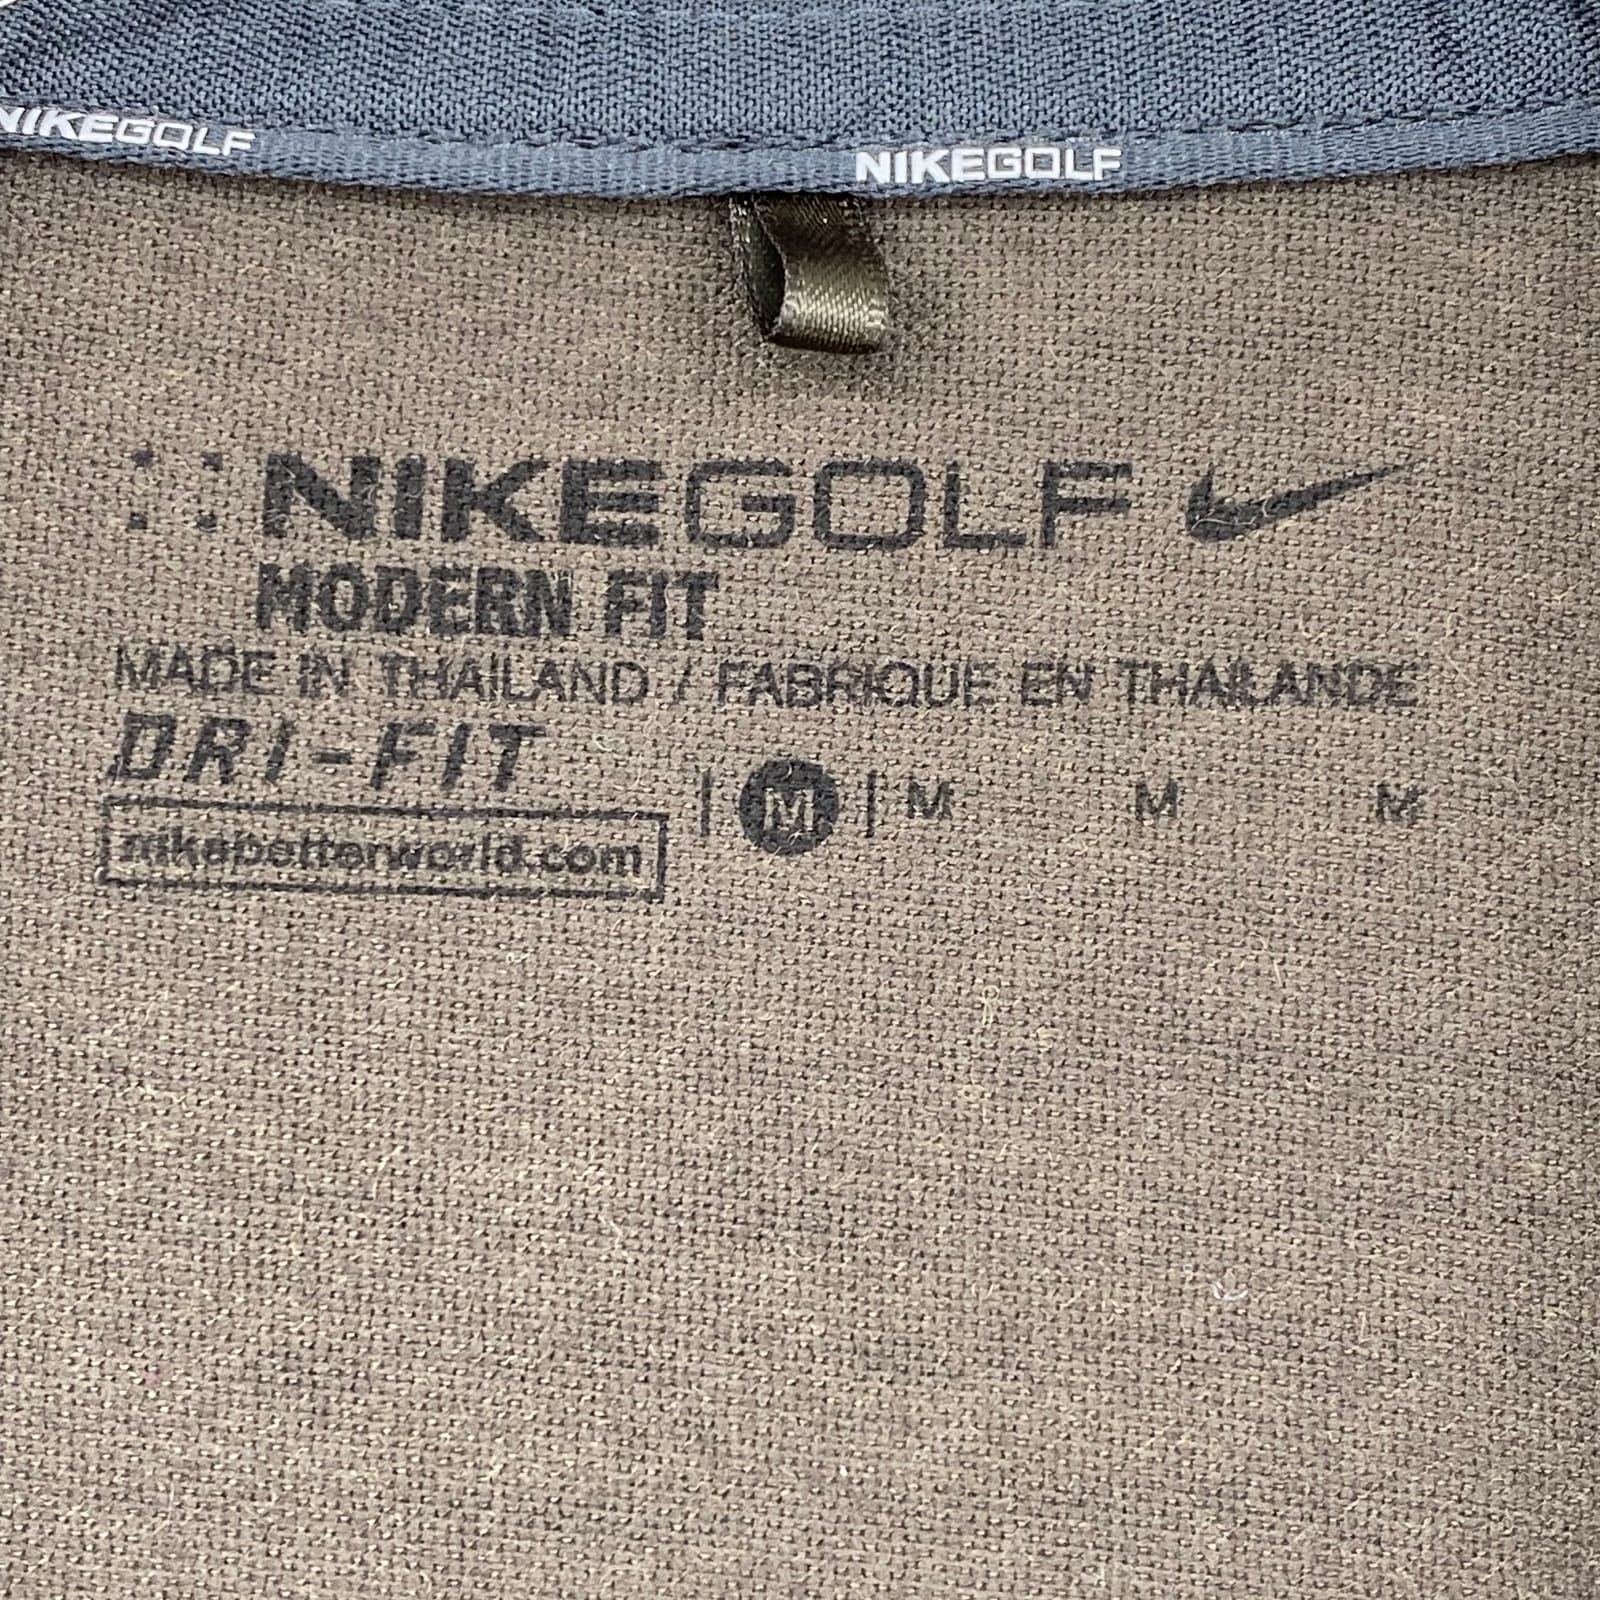 NIKEGOLF NIKEGOLF
NIKEGOLF
MODERN FIT
MADE IN THAILAND / FABRIQUE EN THAILANDE
DRI-FIT
| M | M M M
nikebetterworld.com